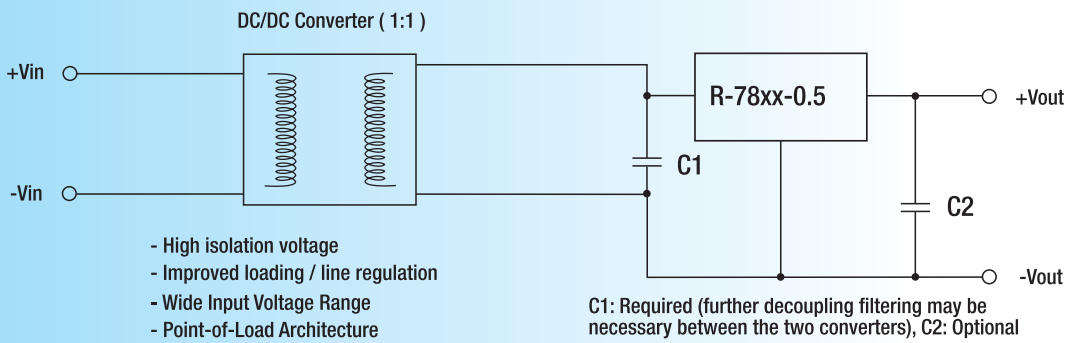 DC/DC Converter ( 1:1 )
+Vin
R-78xx-0.5
+Vout
C1
-Vin
C2
- High isolation voltage
- Improved loading / line regulation
- Wide Input Voltage Range
- Point-of-Load Architecture
-Vout
C1: Required (further decoupling filtering may be
necessary between the two converters), C2: Optional